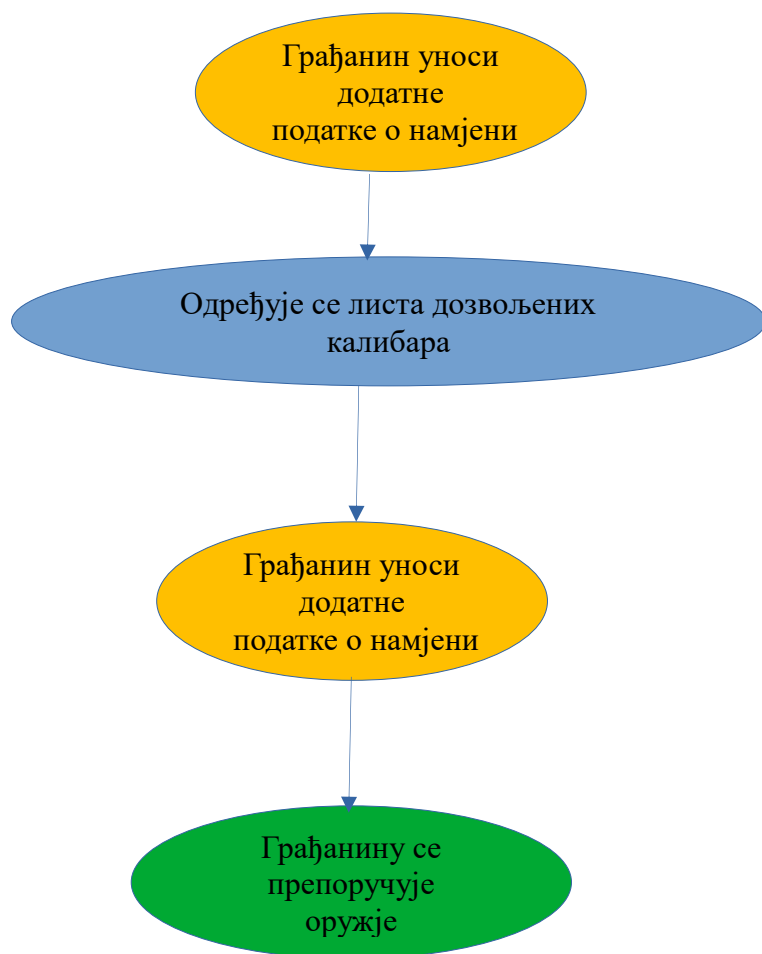 Грађанин уноси
додатне
податке о намјени
Одређује се листа дозвољених
калибара
Грађанин уноси
додатне
податке о намјени
Грађанину се
препоручује
оружје